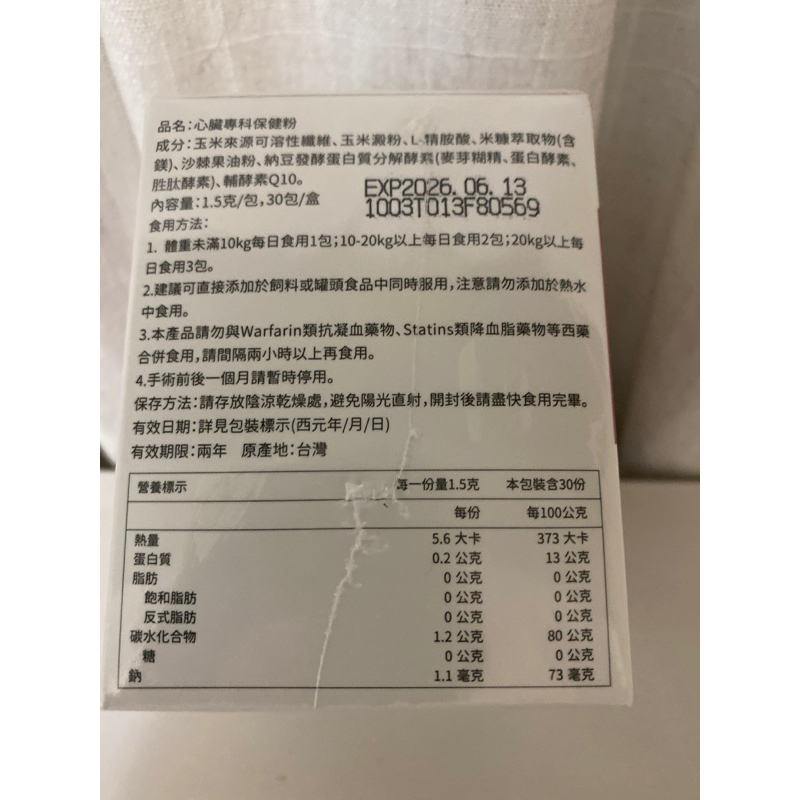 品名:心臟專科保健粉
成分:玉米來源可溶性纖維、玉米澱粉、L-精胺酸、米糠萃取物(含
鎂)、沙棘果油粉、納豆發酵蛋白質分解酵素(麥芽糊精、蛋白酵素、
胜肽酵素)、輔酵素Q10。
內容量:1.5克/包,30包/盒
EXP2026. 06. 13
1003T013F80569
食用方法:
1. 體重未滿10kg每日食用1包;10-20kg以上每日食用2包;20kg以上每
日食用3包。
2.建議可直接添加於飼料或罐頭食品中同時服用,注意請勿添加於熱水
中食用。
3.本產品請勿與Warfarin類抗凝血藥物、Statins類降血脂藥物等西藥
合併食用,請間隔兩小時以上再食用。
4.手術前後一個月請暫時停用。
保存方法:請存放陰涼乾燥處,避免陽光直射,開封後請盡快食用完畢。
有效日期:詳見包裝標示(西元年/月/日)
有效期限:兩年 原產地:台灣
營養標示 每一份量1.5克 本包裝含30份
每份 每100公克
熱量 5.6 大卡 373 大卡
蛋白質 0.2 公克 13 公克
脂肪 0 公克 0 公克
飽和脂肪 0 公克 0 公克
反式脂肪 0 公克 0 公克
碳水化合物 1.2 公克 80 公克
糖 0 公克 0 公克
鈉 1.1 毫克 73 毫克